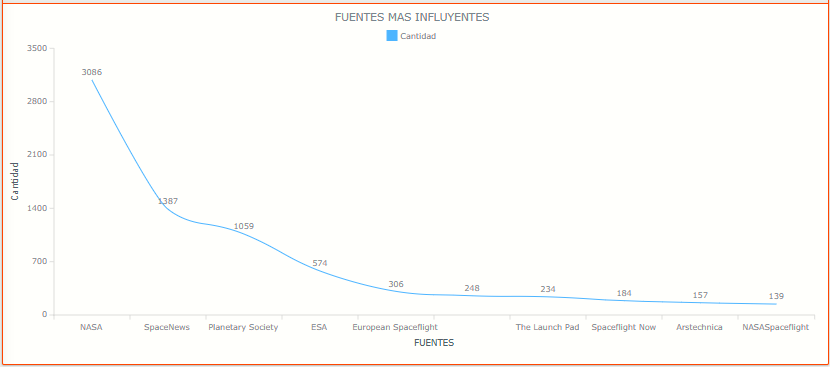 FUENTES MAS INFLUYENTES
Cantidad
3500
2800
2100
1400
700
0
Cantidad
3086
1387
1059
574
306
248
234
184
157
139
NASA
SpaceNews
Planetary Society
ESA
European Spaceflight
The Launch Pad
Spaceflight Now
Arstechnica
NASASpaceflight
FUENTES